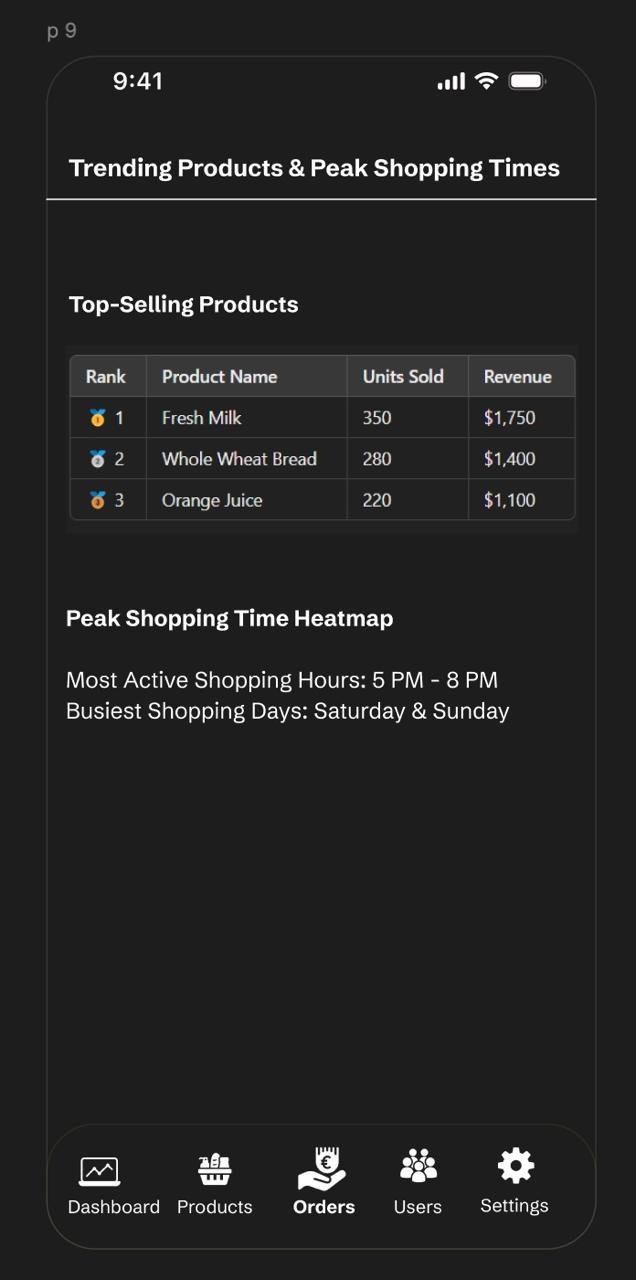 p 9
9:41
Trending Products & Peak Shopping Times
Top-Selling Products
Rank Product Name Units Sold Revenue
1 Fresh Milk 350 $1,750
2 Whole Wheat Bread 280 $1,400
3 Orange Juice 220 $1,100
Peak Shopping Time Heatmap
Most Active Shopping Hours: 5 PM - 8 PM
Busiest Shopping Days: Saturday & Sunday
Dashboard Products Orders Users Settings